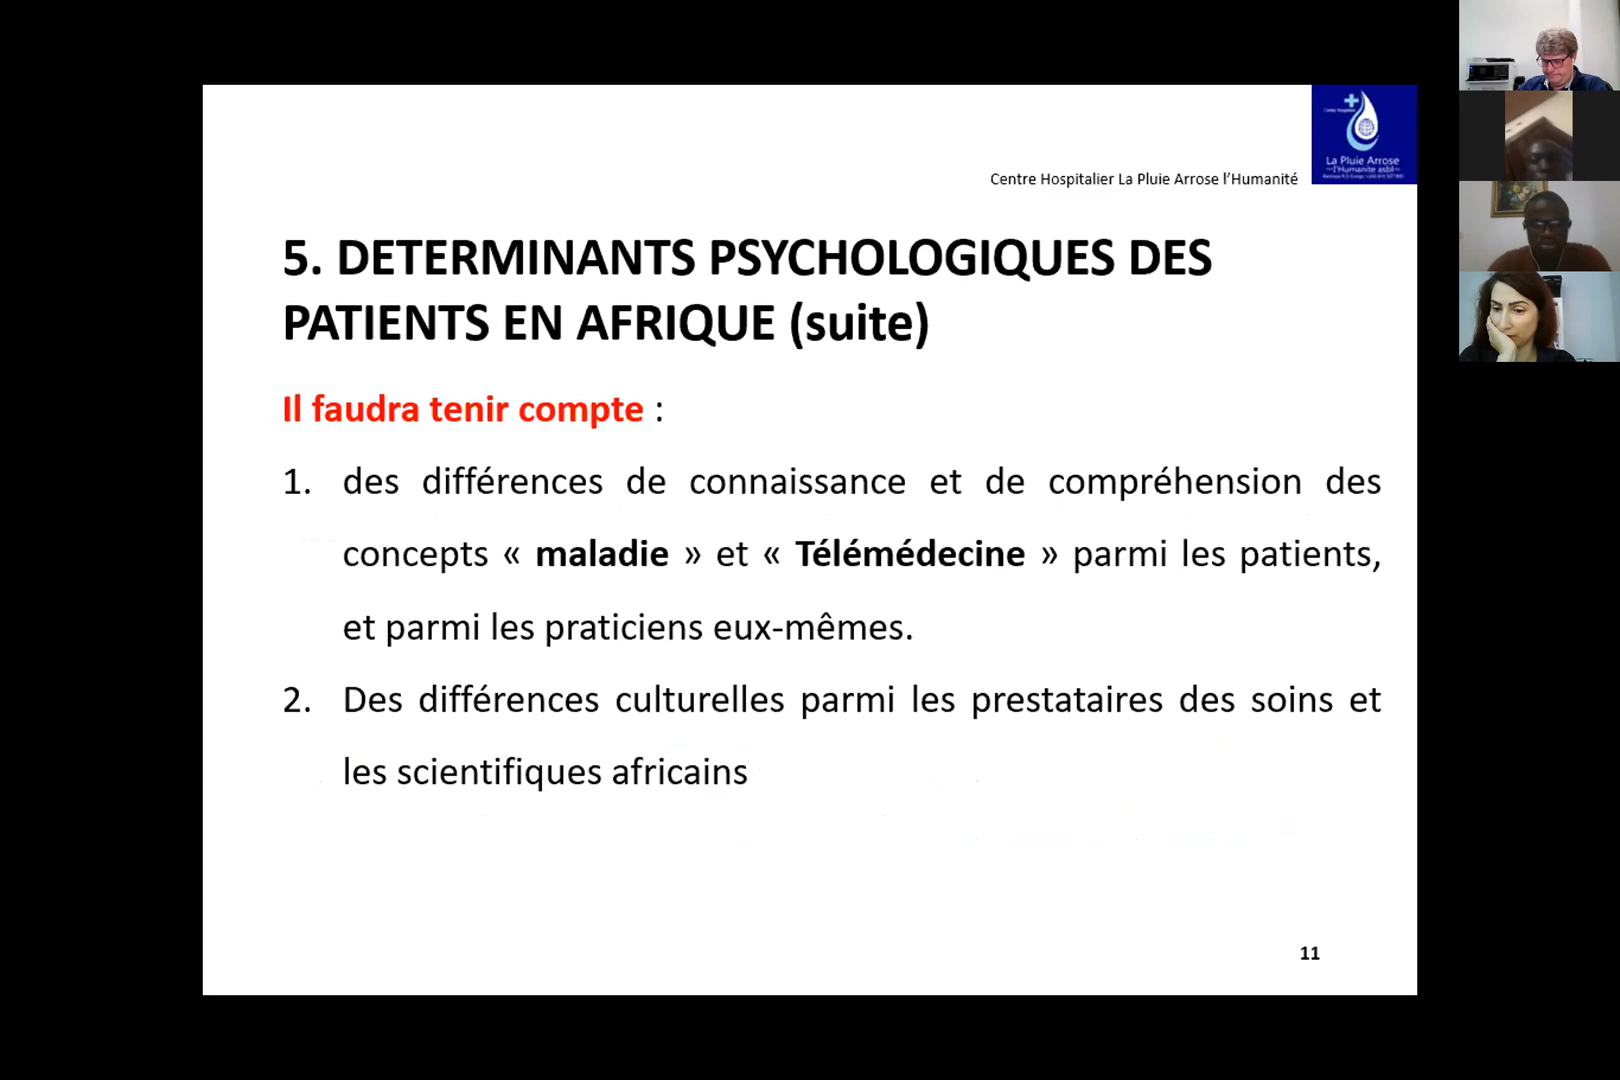 Centre Hospitalier La Pluie Arrose l’Humanité
La Pluie Arrose
l'Humanite asbl
5. DETERMINANTS PSYCHOLOGIQUES DES
PATIENTS EN AFRIQUE (suite)
Il faudra tenir compte :
1. des différences de connaissance et de compréhension des
concepts « maladie » et « Télémédecine » parmi les patients,
et parmi les praticiens eux-mêmes.
2. Des différences culturelles parmi les prestataires des soins et
les scientifiques africains
11